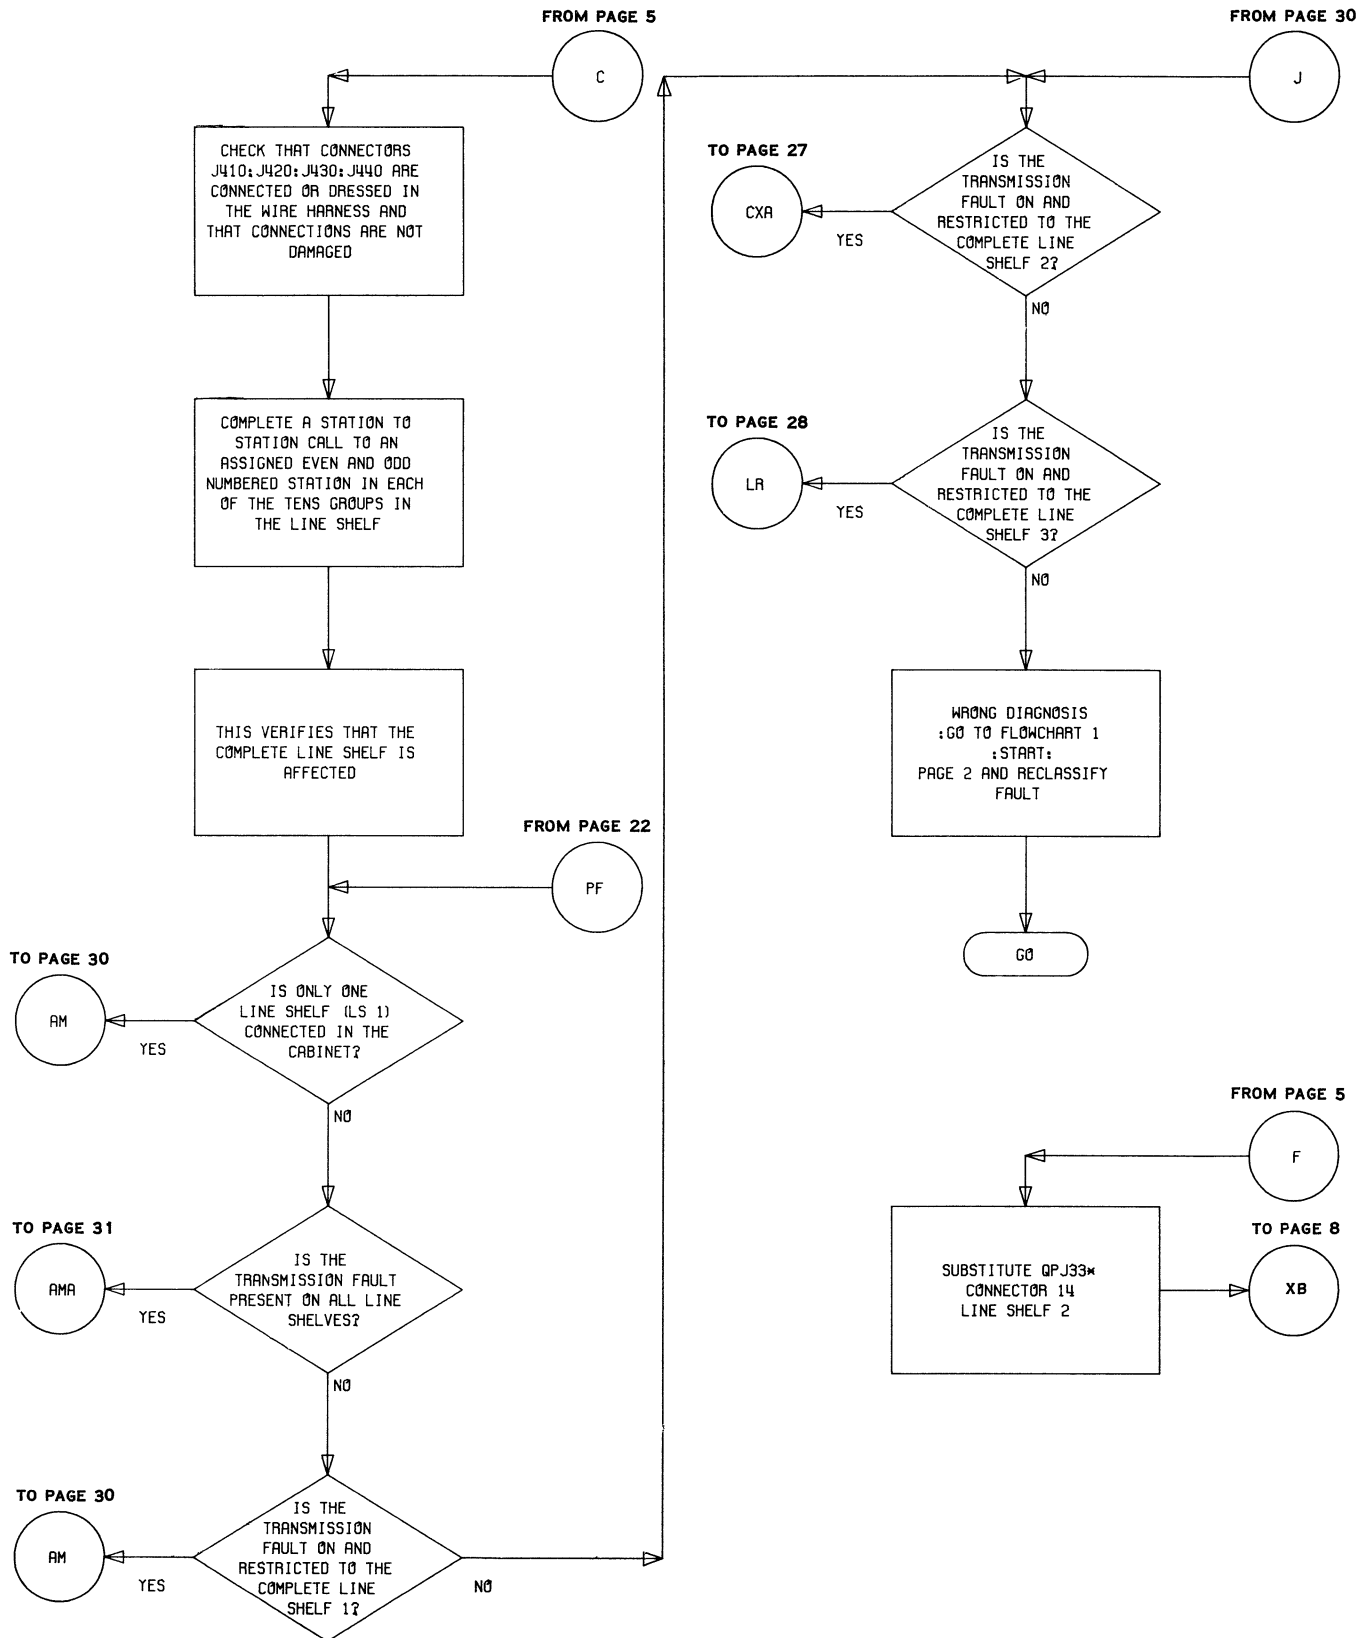 FROM PAGE 5
C
CHECK THAT CONNECTORS
J410:J420:J430:J440 ARE
CONNECTED OR DRESSED IN
THE WIRE HARNESS AND
THAT CONNECTIONS ARE NOT
DAMAGED
COMPLETE A STATION TO
STATION CALL TO AN
ASSIGNED EVEN AND ODD
NUMBERED STATION IN EACH
OF THE TENS GROUPS IN
THE LINE SHELF
THIS VERIFIES THAT THE
COMPLETE LINE SHELF IS
AFFECTED
FROM PAGE 22
PF
TO PAGE 30
AM
YES
IS ONLY ONE
LINE SHELF (LS 1)
CONNECTED IN THE
CABINET?
NO
TO PAGE 31
AMA
YES
IS THE
TRANSMISSION FAULT
PRESENT ON ALL LINE
SHELVES?
NO
TO PAGE 30
AM
YES
IS THE
TRANSMISSION
FAULT ON AND
RESTRICTED TO THE
COMPLETE LINE
SHELF 1?
NO
FROM PAGE 30
J
TO PAGE 27
CXA
YES
IS THE
TRANSMISSION
FAULT ON AND
RESTRICTED TO THE
COMPLETE LINE
SHELF 2?
NO
TO PAGE 28
LR
YES
IS THE
TRANSMISSION
FAULT ON AND
RESTRICTED TO THE
COMPLETE LINE
SHELF 3?
NO
WRONG DIAGNOSIS
:GO TO FLOWCHART 1
:START:
PAGE 2 AND RECLASSIFY
FAULT
GO
FROM PAGE 5
F
SUBSTITUTE QPJ33*
CONNECTOR 14
LINE SHELF 2
TO PAGE 8
XB